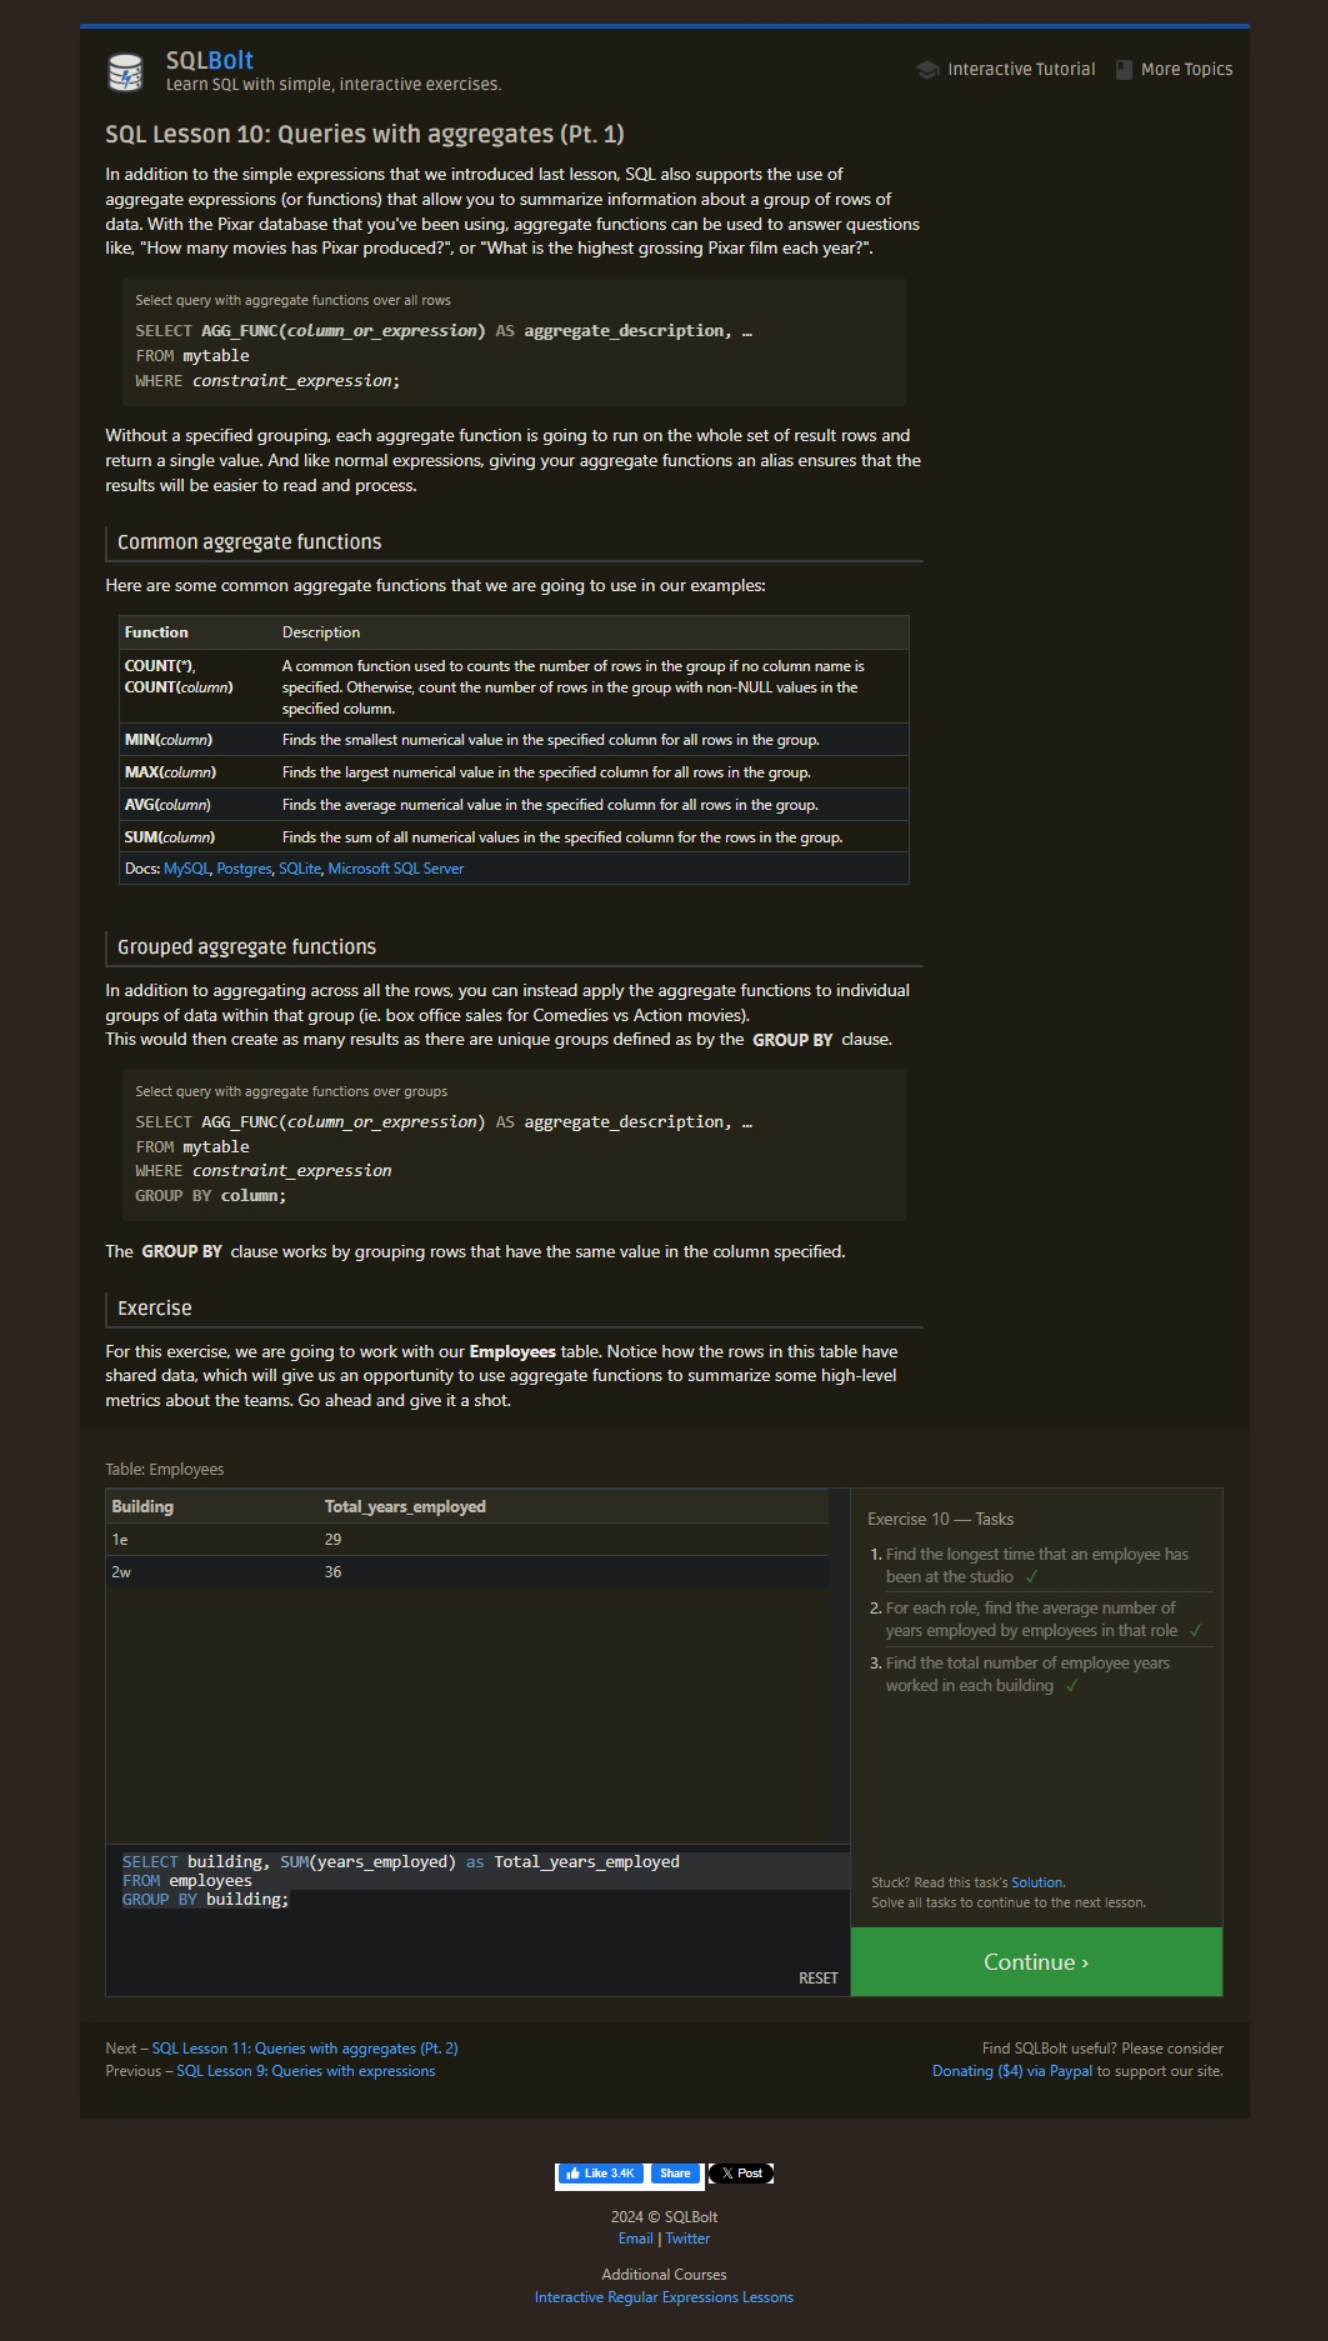 SQLBolt
Learn SQL with simple, interactive exercises.
Interactive Tutorial
More Topics
SQL Lesson 10: Queries with aggregates (Pt. 1)
In addition to the simple expressions that we introduced last lesson, SQL also supports the use of
aggregate expressions (or functions) that allow you to summarize information about a group of rows of
data. With the Pixar database that you've been using, aggregate functions can be used to answer questions
like, "How many movies has Pixar produced?", or "What is the highest grossing Pixar film each year?".
Select query with aggregate functions over all rows
SELECT AGG_FUNC(column_or_expression) AS aggregate_description, …
FROM mytable
WHERE constraint_expression;
Without a specified grouping, each aggregate function is going to run on the whole set of result rows and
return a single value. And like normal expressions, giving your aggregate functions an alias ensures that the
results will be easier to read and process.
Common aggregate functions
Here are some common aggregate functions that we are going to use in our examples:
Function Description
COUNT(*), A common function used to counts the number of rows in the group if no column name is
COUNT(column) specified. Otherwise, count the number of rows in the group with non-NULL values in the
specified column.
MIN(column) Finds the smallest numerical value in the specified column for all rows in the group.
MAX(column) Finds the largest numerical value in the specified column for all rows in the group.
AVG(column) Finds the average numerical value in the specified column for all rows in the group.
SUM(column) Finds the sum of all numerical values in the specified column for the rows in the group.
Docs: MySQL, Postgres, SQLite, Microsoft SQL Server
Grouped aggregate functions
In addition to aggregating across all the rows, you can instead apply the aggregate functions to individual
groups of data within that group (ie. box office sales for Comedies vs Action movies).
This would then create as many results as there are unique groups defined as by the GROUP BY clause.
Select query with aggregate functions over groups
SELECT AGG_FUNC(column_or_expression) AS aggregate_description, …
FROM mytable
WHERE constraint_expression
GROUP BY column;
The GROUP BY clause works by grouping rows that have the same value in the column specified.
Exercise
For this exercise, we are going to work with our Employees table. Notice how the rows in this table have
shared data, which will give us an opportunity to use aggregate functions to summarize some high-level
metrics about the teams. Go ahead and give it a shot.
Table: Employees
Building Total_years_employed
1e 29
2w 36
SELECT building, SUM(years_employed) as Total_years_employed
FROM employees
GROUP BY building;
RESET
Exercise 10 — Tasks
1. Find the longest time that an employee has
been at the studio ✓
2. For each role, find the average number of
years employed by employees in that role ✓
3. Find the total number of employee years
worked in each building ✓
Stuck? Read this task's Solution.
Solve all tasks to continue to the next lesson.
Continue ›
Next – SQL Lesson 11: Queries with aggregates (Pt. 2)
Previous – SQL Lesson 9: Queries with expressions
Find SQLBolt useful? Please consider
Donating ($4) via Paypal to support our site.
Like 3.4K Share X Post
2024 © SQLBolt
Email | Twitter
Additional Courses
Interactive Regular Expressions Lessons